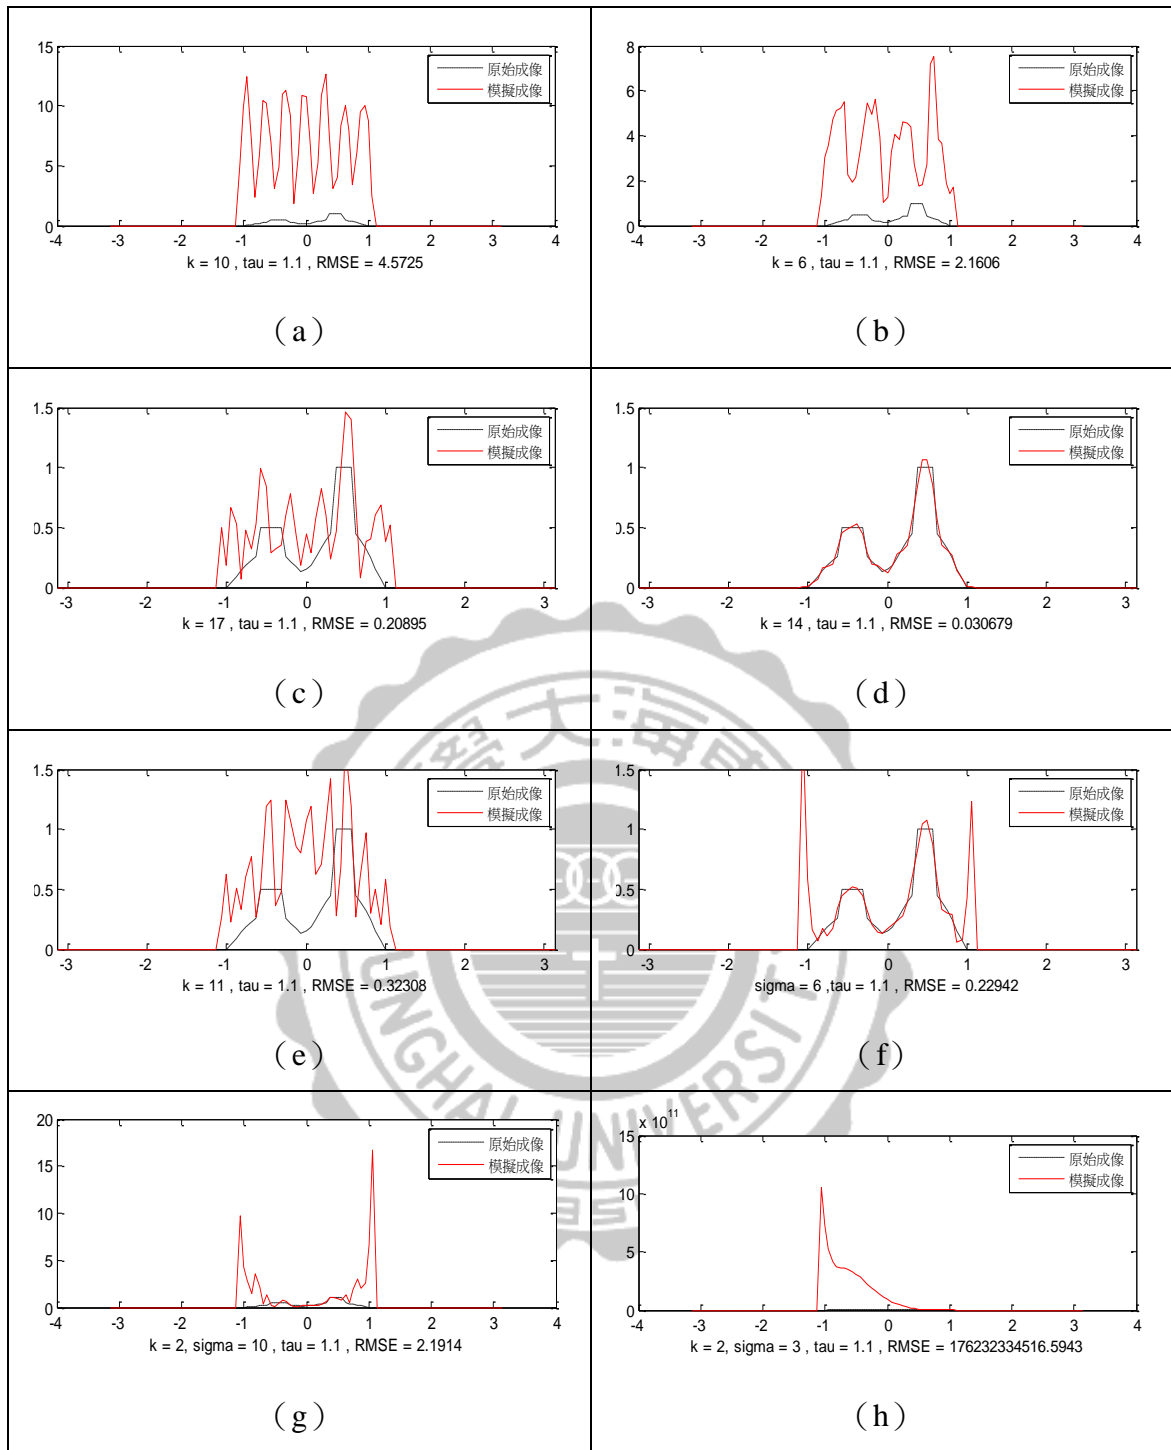 15
10
5
0
-4 -3 -2 -1 0 1 2 3 4
原始成像
模擬成像
k = 10 , tau = 1.1 , RMSE = 4.5725
(a)
8
6
4
2
0
-4 -3 -2 -1 0 1 2 3 4
原始成像
模擬成像
k = 6 , tau = 1.1 , RMSE = 2.1606
(b)
1.5
1
0.5
0
-3 -2 -1 0 1 2 3
原始成像
模擬成像
k = 17 , tau = 1.1 , RMSE = 0.20895
(c)
1.5
1
0.5
0
-3 -2 -1 0 1 2 3
原始成像
模擬成像
k = 14 , tau = 1.1 , RMSE = 0.030679
(d)
1.5
1
0.5
0
-3 -2 -1 0 1 2 3
原始成像
模擬成像
k = 11 , tau = 1.1 , RMSE = 0.32308
(e)
1.5
1
0.5
0
-3 -2 -1 0 1 2 3
原始成像
模擬成像
sigma = 6 ,tau = 1.1 , RMSE = 0.22942
(f)
20
15
10
5
0
-4 -3 -2 -1 0 1 2 3 4
原始成像
模擬成像
k = 2, sigma = 10 , tau = 1.1 , RMSE = 2.1914
(g)
x 10^11
15
10
5
0
-4 -3 -2 -1 0 1 2 3 4
原始成像
模擬成像
k = 2, sigma = 3 , tau = 1.1 , RMSE = 176232334516.5943
(h)